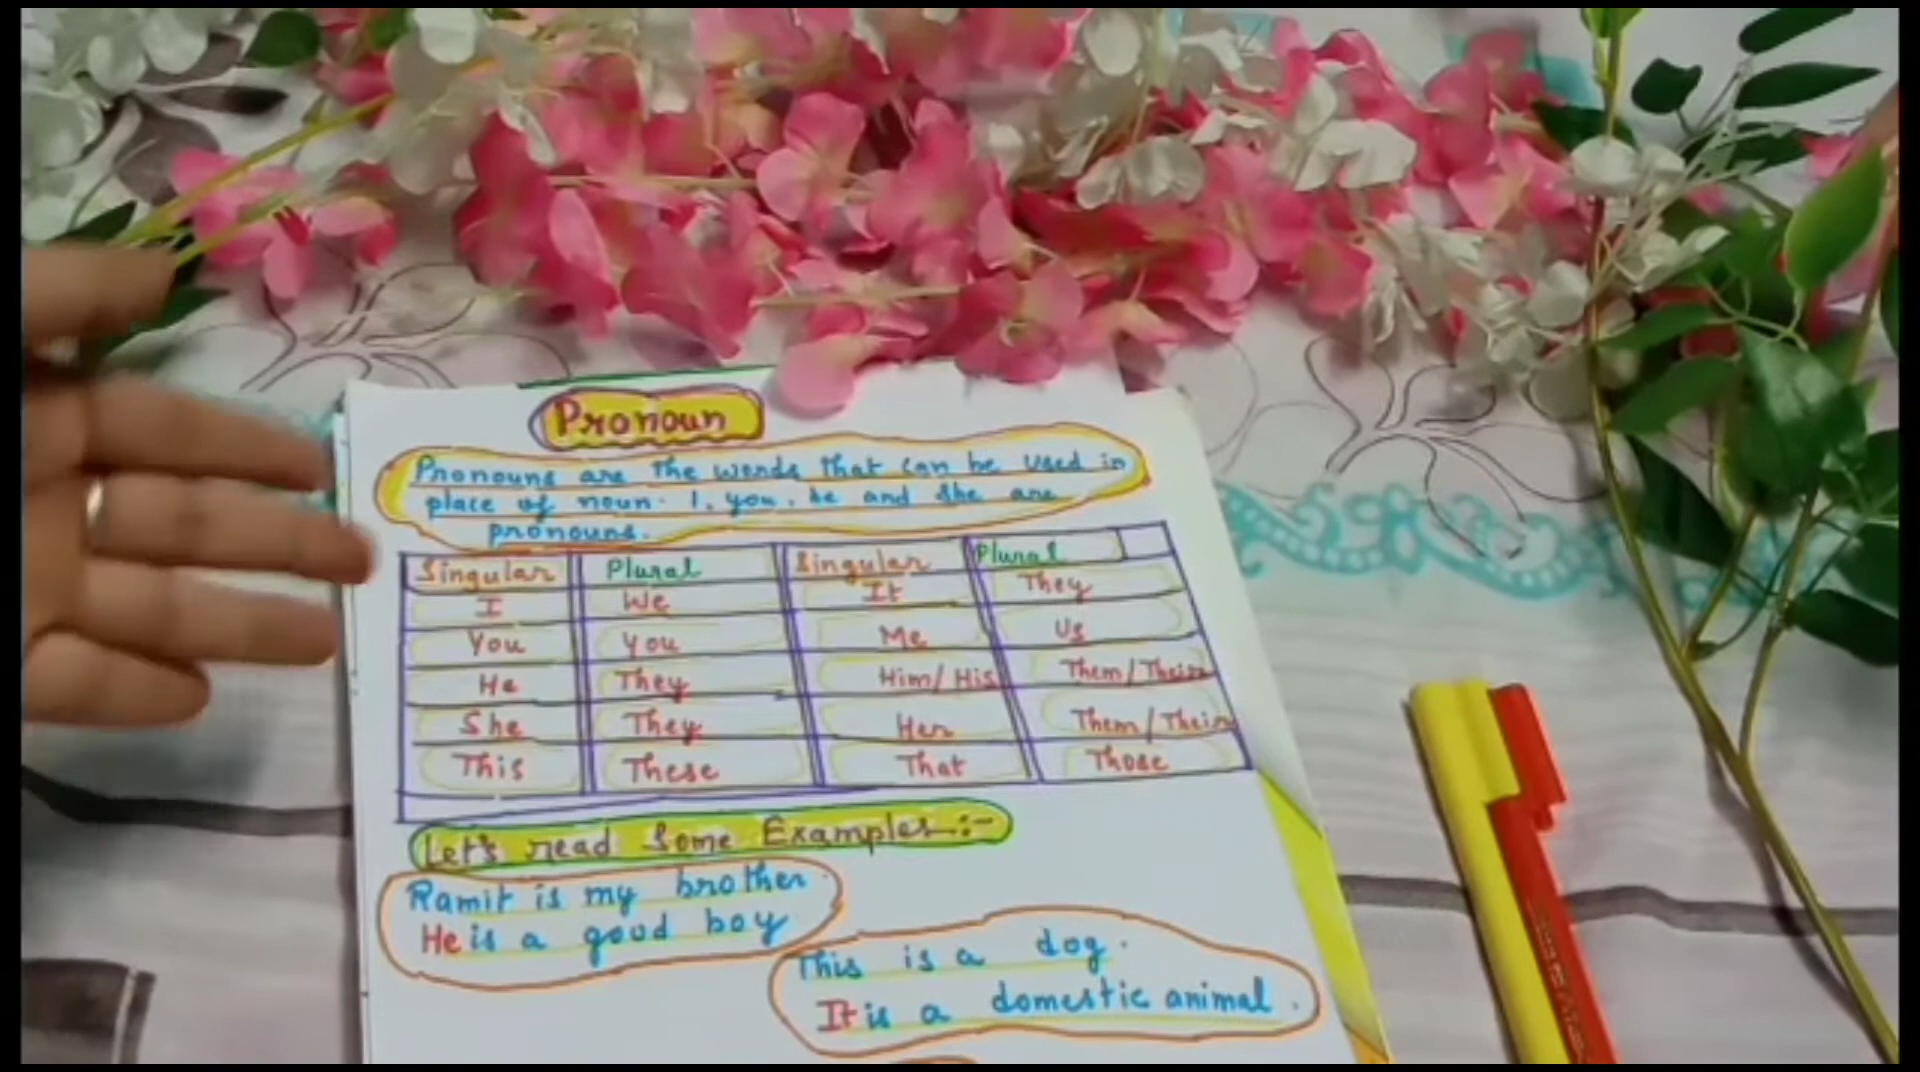 Pronoun
Pronouns are the words that can be used in
place of noun. I, you, he and she are
pronouns.
Singular Plural Singular Plural
I We It They
You You Me Us
He They Him/His Them/Their
She They Her Them/Their
This These That Those
Let's read Some Examples:-
Ramit is my brother
He is a good boy
This is a dog.
It is a domestic animal.